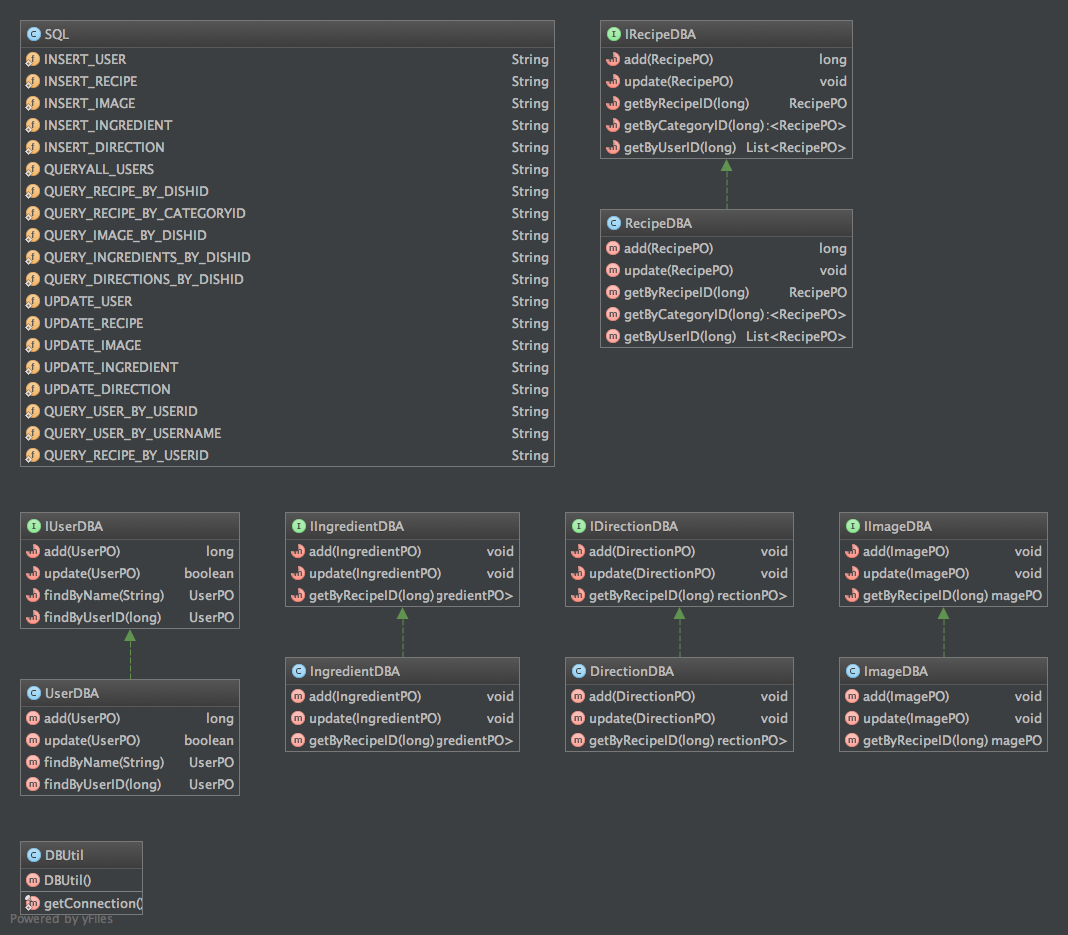 SQL
INSERT_USER String
INSERT_RECIPE String
INSERT_IMAGE String
INSERT_INGREDIENT String
INSERT_DIRECTION String
QUERYALL_USERS String
QUERY_RECIPE_BY_DISHID String
QUERY_RECIPE_BY_CATEGORYID String
QUERY_IMAGE_BY_DISHID String
QUERY_INGREDIENTS_BY_DISHID String
QUERY_DIRECTIONS_BY_DISHID String
UPDATE_USER String
UPDATE_RECIPE String
UPDATE_IMAGE String
UPDATE_INGREDIENT String
UPDATE_DIRECTION String
QUERY_USER_BY_USERID String
QUERY_USER_BY_USERNAME String
QUERY_RECIPE_BY_USERID String
IRecipeDBA
add(RecipePO) long
update(RecipePO) void
getByRecipeID(long) RecipePO
getByCategoryID(long) :<RecipePO>
getByUserID(long) List<RecipePO>
RecipeDBA
add(RecipePO) long
update(RecipePO) void
getByRecipeID(long) RecipePO
getByCategoryID(long) :<RecipePO>
getByUserID(long) List<RecipePO>
IUserDBA
add(UserPO) long
update(UserPO) boolean
findByName(String) UserPO
findByUserID(long) UserPO
UserDBA
add(UserPO) long
update(UserPO) boolean
findByName(String) UserPO
findByUserID(long) UserPO
IIngredientDBA
add(IngredientPO) void
update(IngredientPO) void
getByRecipeID(long) gredientPO>
IngredientDBA
add(IngredientPO) void
update(IngredientPO) void
getByRecipeID(long) gredientPO>
IDirectionDBA
add(DirectionPO) void
update(DirectionPO) void
getByRecipeID(long) rectionPO>
DirectionDBA
add(DirectionPO) void
update(DirectionPO) void
getByRecipeID(long) rectionPO>
IImageDBA
add(ImagePO) void
update(ImagePO) void
getByRecipeID(long) magePO
ImageDBA
add(ImagePO) void
update(ImagePO) void
getByRecipeID(long) magePO
DBUtil
DBUtil()
getConnection()
Powered by yFiles